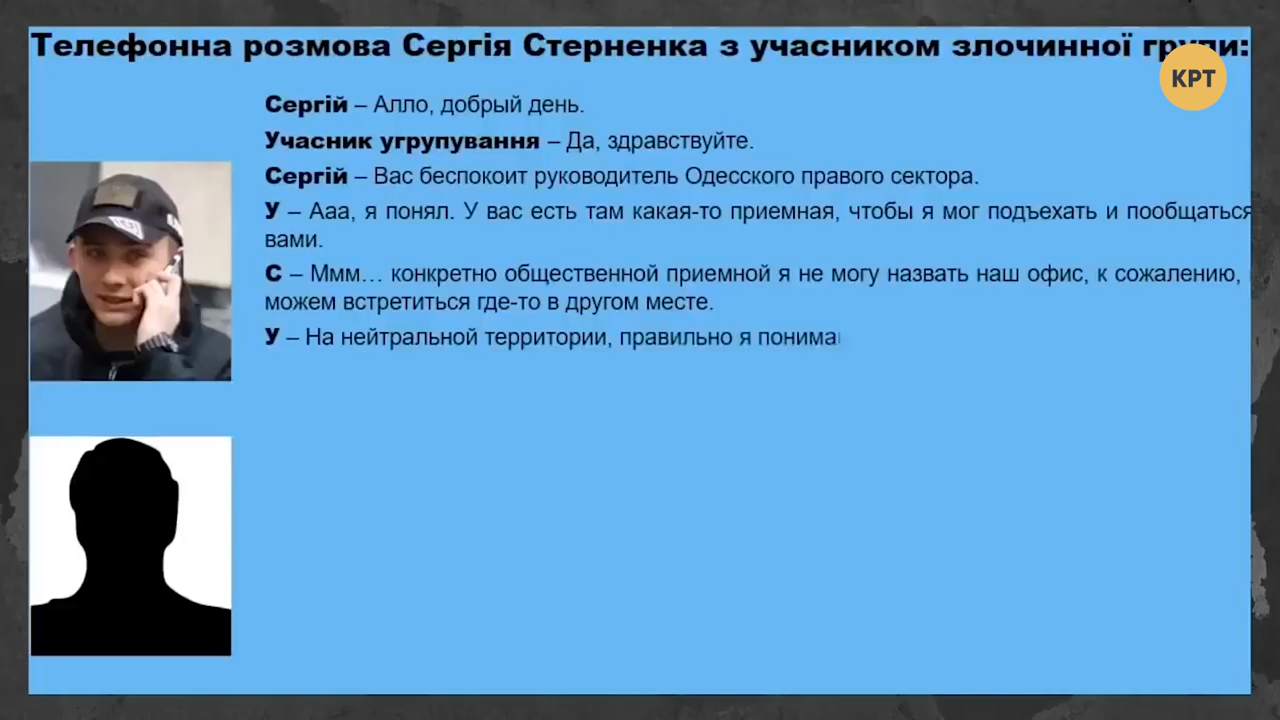 Телефонна розмова Сергія Стерненка з учасником злочинної групи:
КРТ
Сергій – Алло, добрый день.
Учасник угрупування – Да, здравствуйте.
Сергій – Вас беспокоит руководитель Одесского правого сектора.
У – Ааа, я понял. У вас есть там какая-то приемная, чтобы я мог подъехать и пообщаться
вами.
С – Ммм… конкретно общественной приемной я не могу назвать наш офис, к сожалению,
можем встретиться где-то в другом месте.
У – На нейтральной территории, правильно я понима